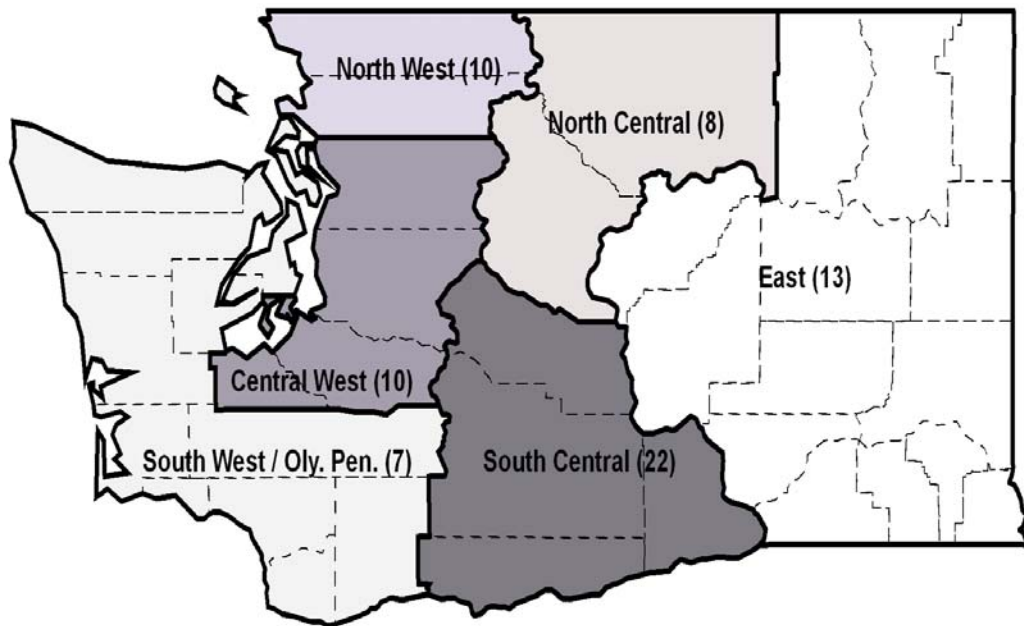 North West (10)
North Central (8)
East (13)
Central West (10)
South West / Oly. Pen. (7)
South Central (22)